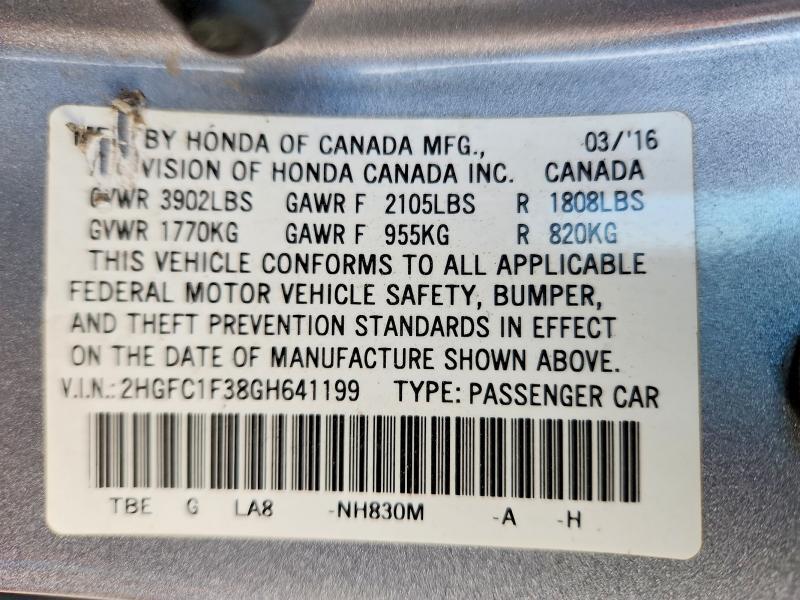 BY HONDA OF CANADA MFG., 03/'16
VISION OF HONDA CANADA INC. CANADA
GVWR 3902LBS GAWR F 2105LBS R 1808LBS
GVWR 1770KG GAWR F 955KG R 820KG
THIS VEHICLE CONFORMS TO ALL APPLICABLE
FEDERAL MOTOR VEHICLE SAFETY, BUMPER,
AND THEFT PREVENTION STANDARDS IN EFFECT
ON THE DATE OF MANUFACTURE SHOWN ABOVE.
V.I.N.: 2HGFC1F38GH641199 TYPE: PASSENGER CAR
TBE G LA8 -NH830M -A -H